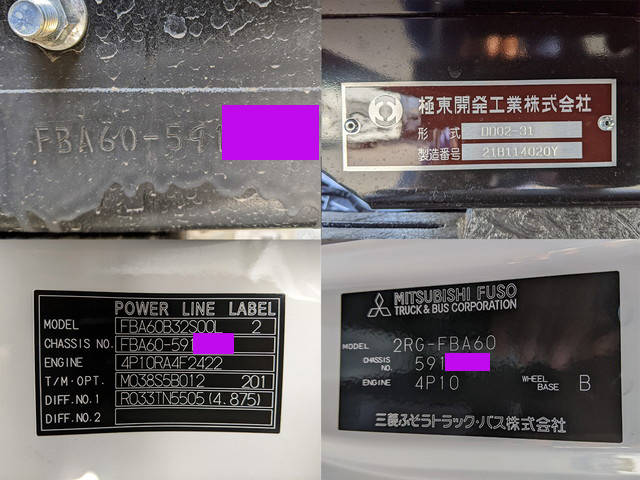 FBA60-591
極東開発工業株式会社
形 式 DD02-31
製造番号 21B114020Y
POWER LINE LABEL
MODEL FBA60B32S00L 2
CHASSIS NO. FBA60-591
ENGINE 4P10RA4F2422
T/M.OPT. M038S5B012 201
DIFF.NO.1 R033TN5505(4.875)
DIFF.NO.2
MITSUBISHI FUSO
TRUCK & BUS CORPORATION
MODEL 2RG-FBA60
CHASSIS NO. 591
ENGINE 4P10 WHEEL BASE B
三菱ふそうトラック・バス株式会社